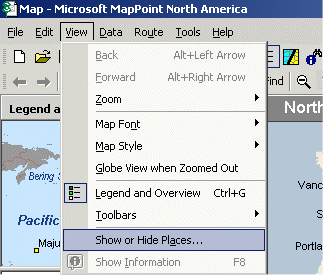 Map - Microsoft MapPoint North America
File Edit View Data Route Tools Help
Back Alt+Left Arrow
Forward Alt+Right Arrow
Zoom
Map Font
Map Style
Globe View when Zoomed Out
Legend and Overview Ctrl+G
Toolbars
Show or Hide Places...
Show Information F8
Find
Legend a
North
Bering S
Pacific
Maju
Vanc
Portland